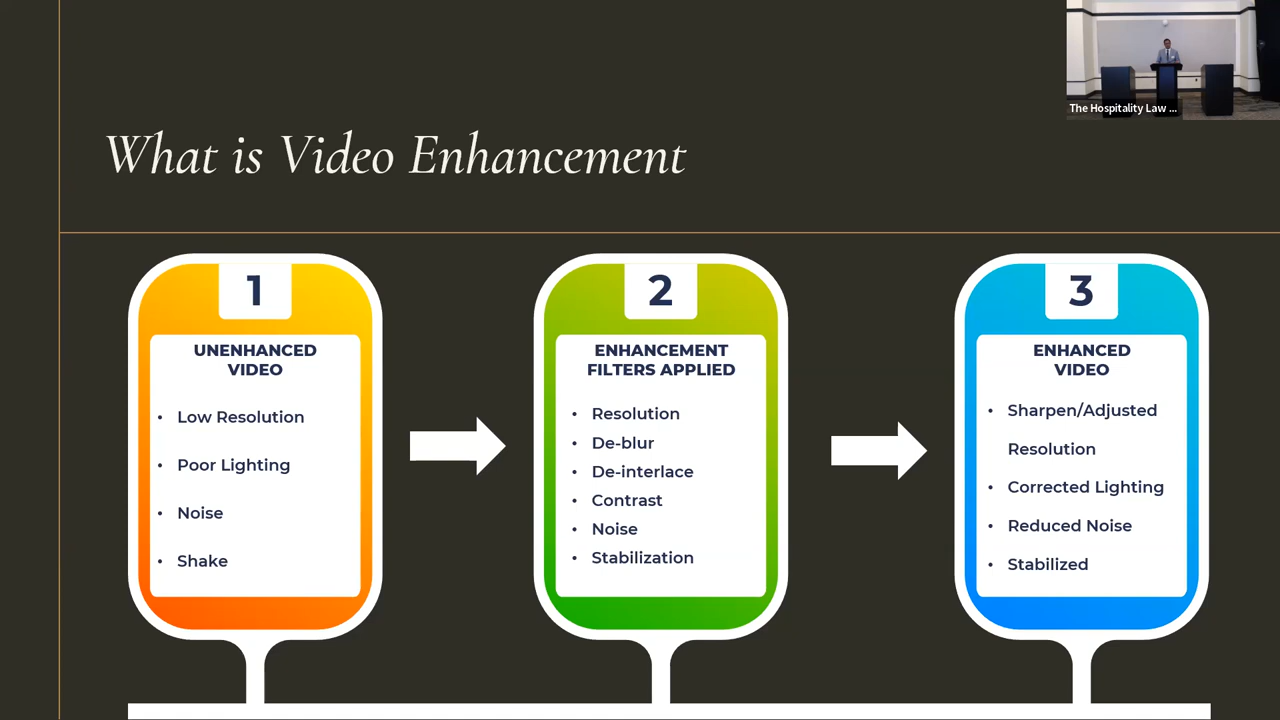 The Hospitality Law ...
What is Video Enhancement
1
UNENHANCED
VIDEO
• Low Resolution
• Poor Lighting
• Noise
• Shake
2
ENHANCEMENT
FILTERS APPLIED
• Resolution
• De-blur
• De-interlace
• Contrast
• Noise
• Stabilization
3
ENHANCED
VIDEO
• Sharpen/Adjusted
Resolution
• Corrected Lighting
• Reduced Noise
• Stabilized